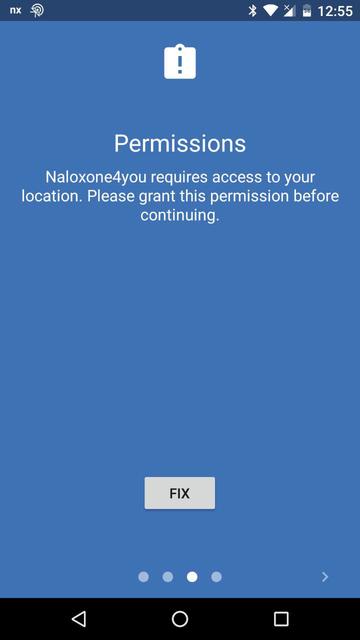 nx 12:55
Permissions
Naloxone4you requires access to your
location. Please grant this permission before
continuing.
FIX